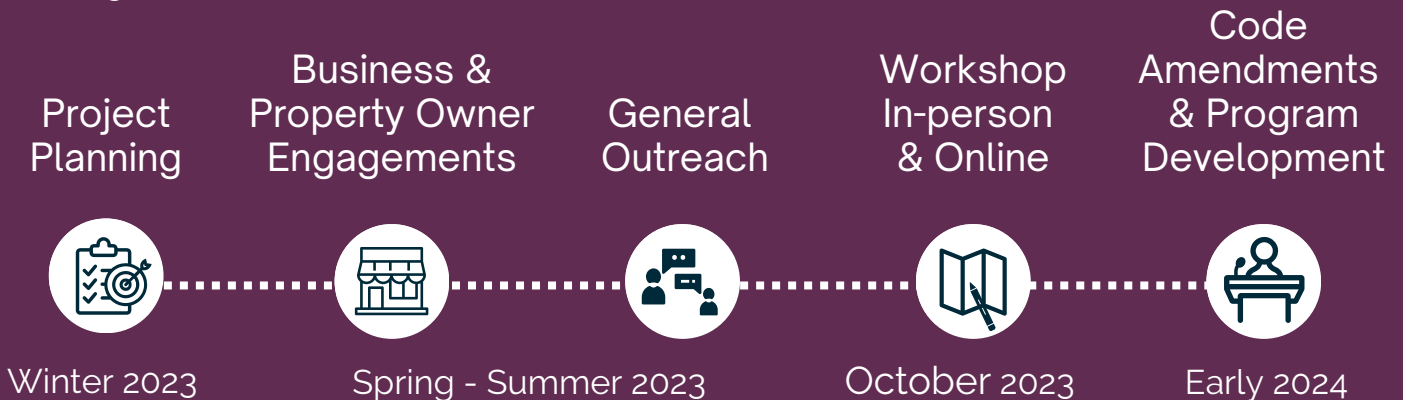 Project
Planning
Business &
Property Owner
Engagements
General
Outreach
Workshop
In-person
& Online
Code
Amendments
& Program
Development
Winter 2023
Spring - Summer 2023
October 2023
Early 2024